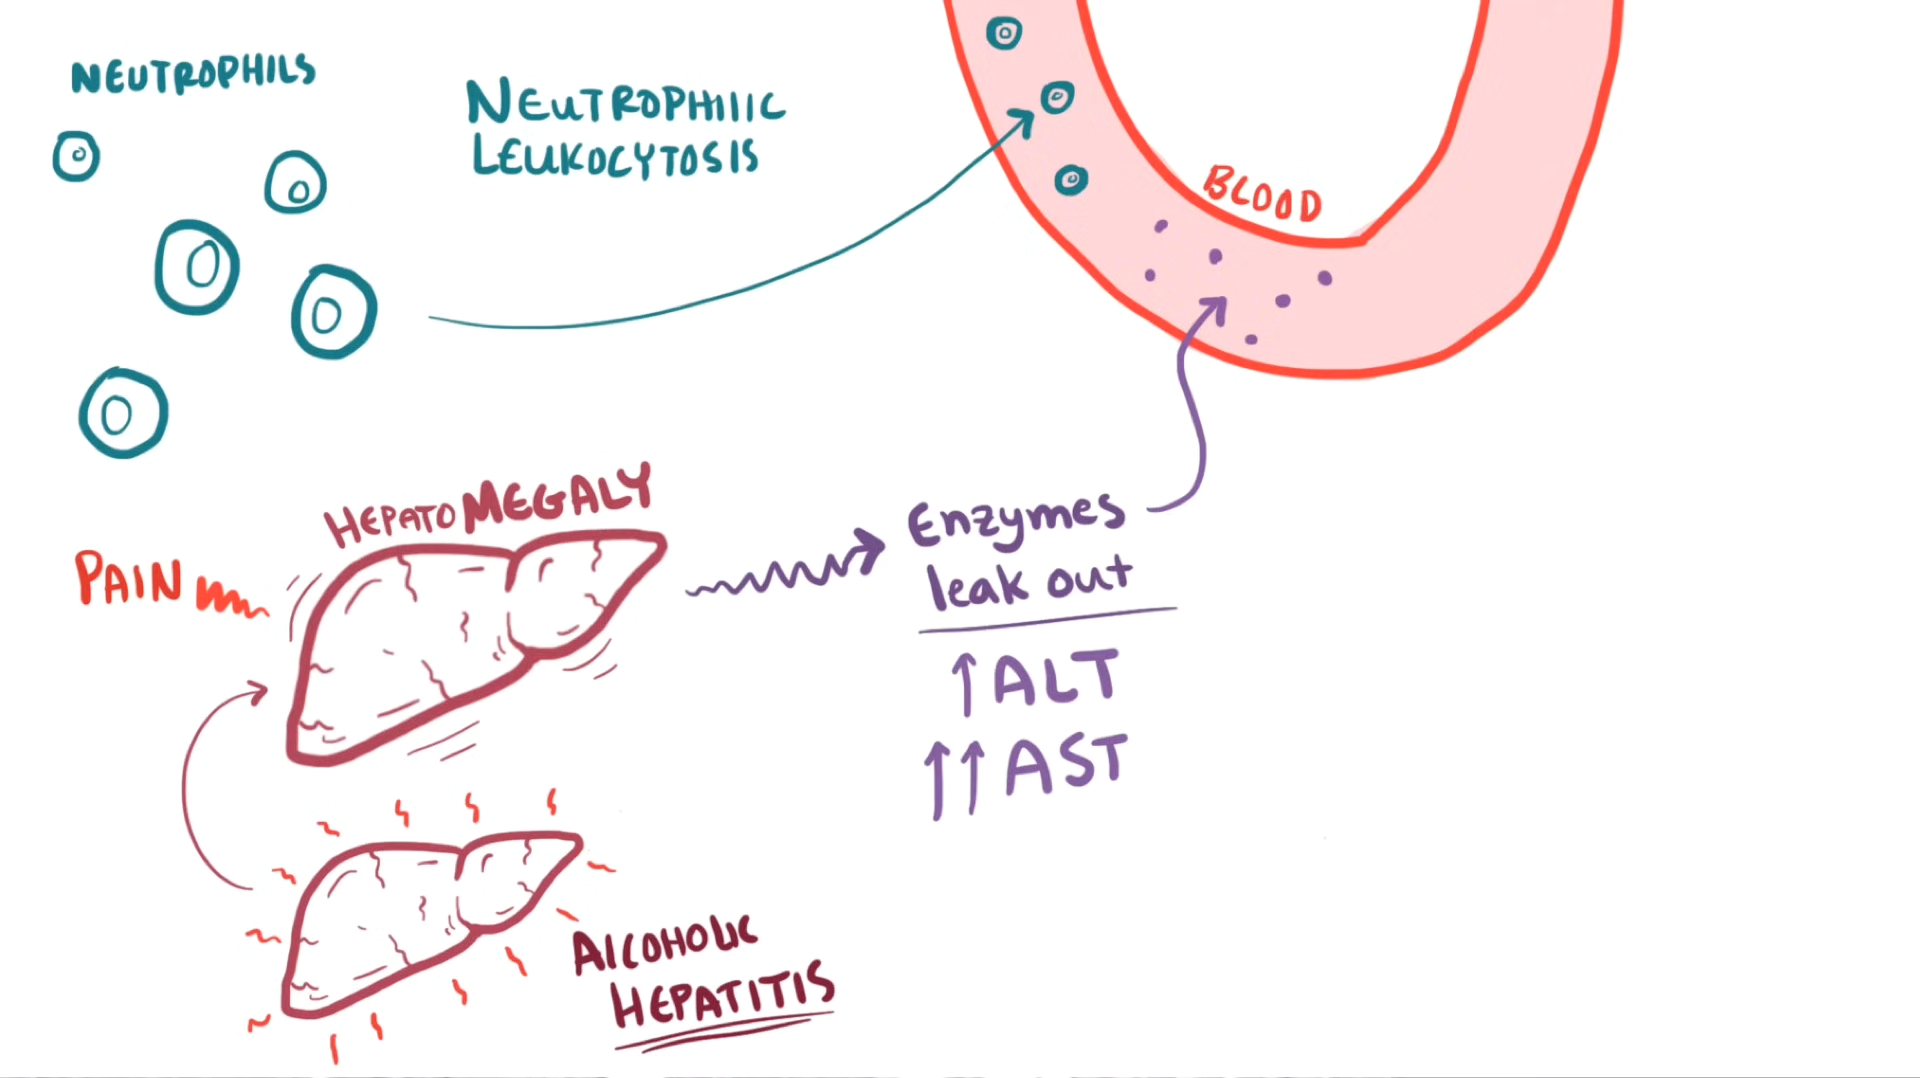 NEUTROPHILS
NEUTROPHILIC
LEUKOCYTOSIS
BLOOD
HEPATOMEGALY
PAIN
Enzymes
leak out
↑ALT
↑↑AST
ALCOHOLIC
HEPATITIS